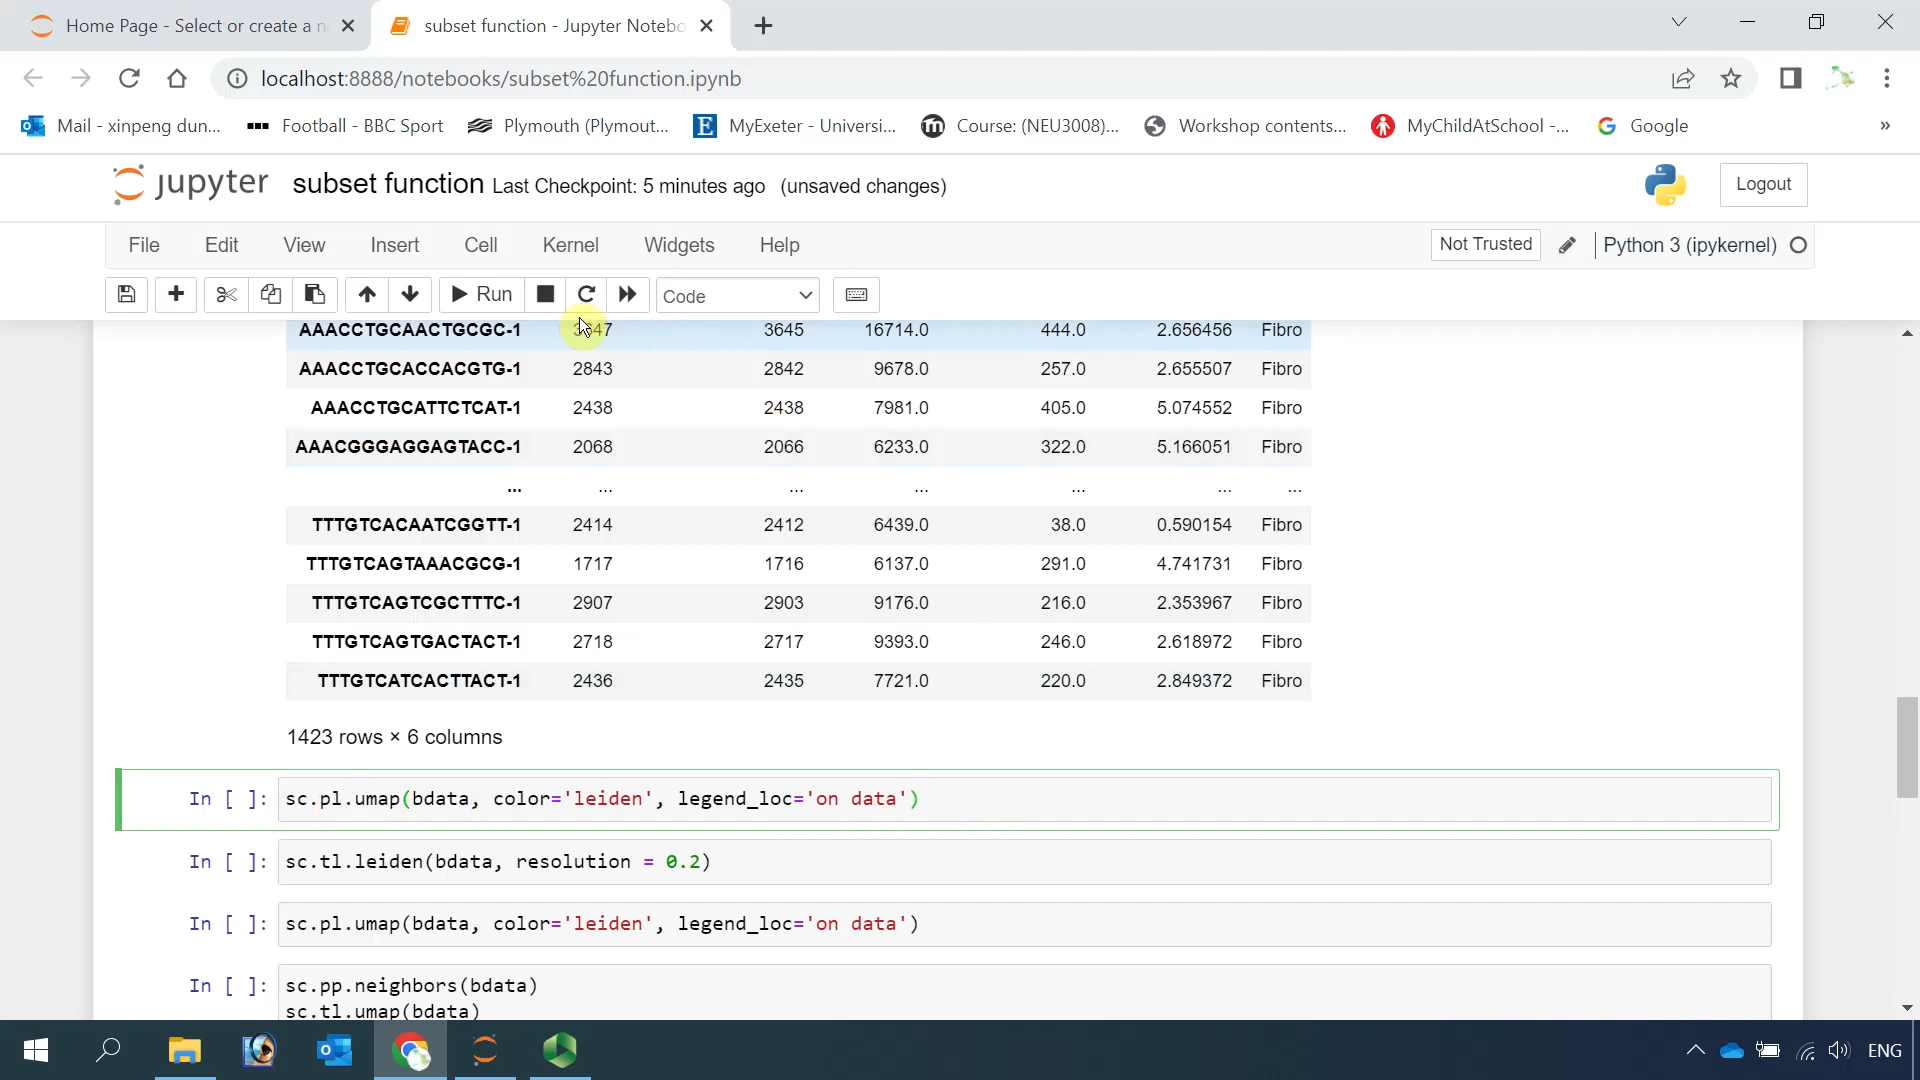 Home Page - Select or create a n
subset function - Jupyter Notebo
localhost:8888/notebooks/subset%20function.ipynb
Mail - xinpeng dun... Football - BBC Sport Plymouth (Plymout... MyExeter - Universi... Course: (NEU3008)... Workshop contents... MyChildAtSchool -... Google »
jupyter subset function Last Checkpoint: 5 minutes ago (unsaved changes) Logout
File Edit View Insert Cell Kernel Widgets Help Not Trusted Python 3 (ipykernel)
Run Code
AAACCTGCAACTGCGC-1 3647 3645 16714.0 444.0 2.656456 Fibro
AAACCTGCACCACGTG-1 2843 2842 9678.0 257.0 2.655507 Fibro
AAACCTGCATTCTCAT-1 2438 2438 7981.0 405.0 5.074552 Fibro
AAACGGGAGGAGTACC-1 2068 2066 6233.0 322.0 5.166051 Fibro
... ... ... ... ... ... ...
TTTGTCACAATCGGTT-1 2414 2412 6439.0 38.0 0.590154 Fibro
TTTGTCAGTAAACGCG-1 1717 1716 6137.0 291.0 4.741731 Fibro
TTTGTCAGTCGCTTTC-1 2907 2903 9176.0 216.0 2.353967 Fibro
TTTGTCAGTGACTACT-1 2718 2717 9393.0 246.0 2.618972 Fibro
TTTGTCATCACTTACT-1 2436 2435 7721.0 220.0 2.849372 Fibro
1423 rows × 6 columns
In [ ]: sc.pl.umap(bdata, color='leiden', legend_loc='on data')
In [ ]: sc.tl.leiden(bdata, resolution = 0.2)
In [ ]: sc.pl.umap(bdata, color='leiden', legend_loc='on data')
In [ ]: sc.pp.neighbors(bdata)
sc.tl.umap(bdata)
ENG